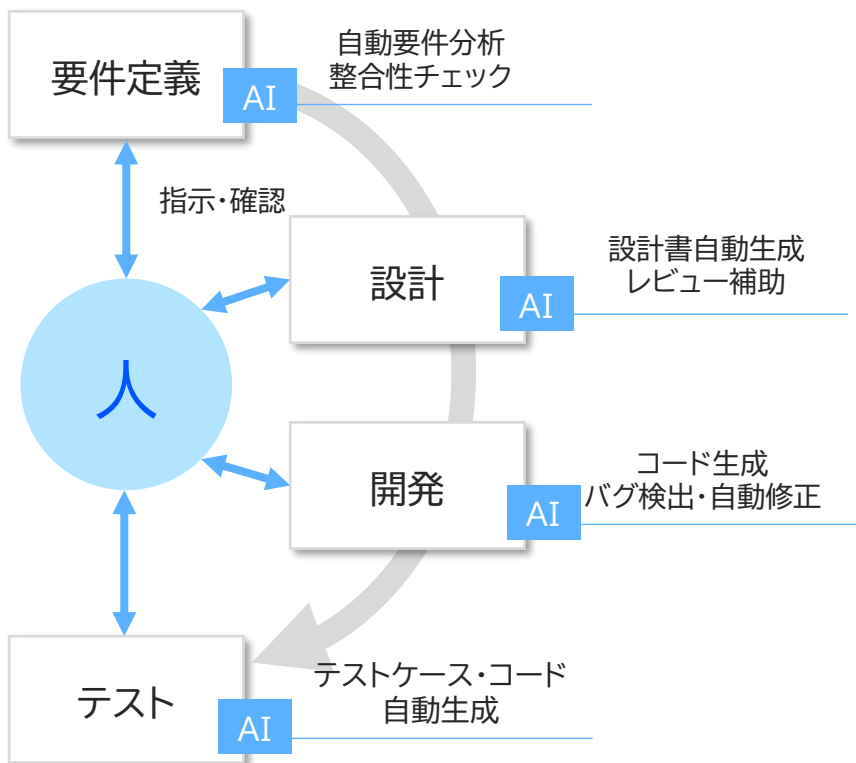 要件定義
AI
自動要件分析
整合性チェック
指示・確認
設計
AI
設計書自動生成
レビュー補助
人
開発
AI
コード生成
バグ検出・自動修正
テスト
AI
テストケース・コード
自動生成